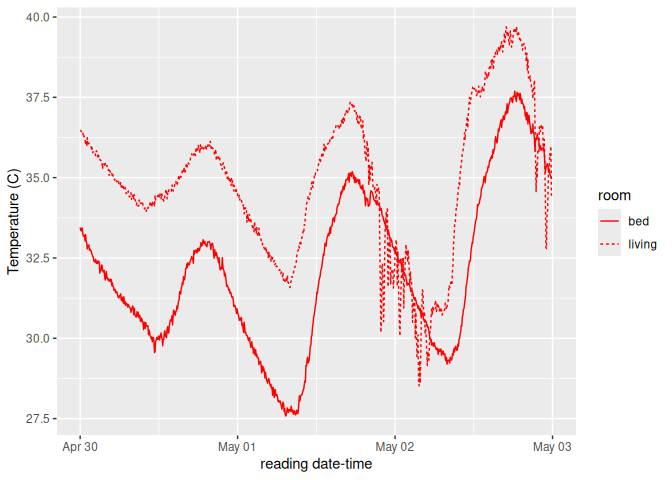 40.0
37.5
35.0
32.5
30.0
27.5
Temperature (C)
Apr 30
May 01
May 02
May 03
reading date-time
room
bed
living